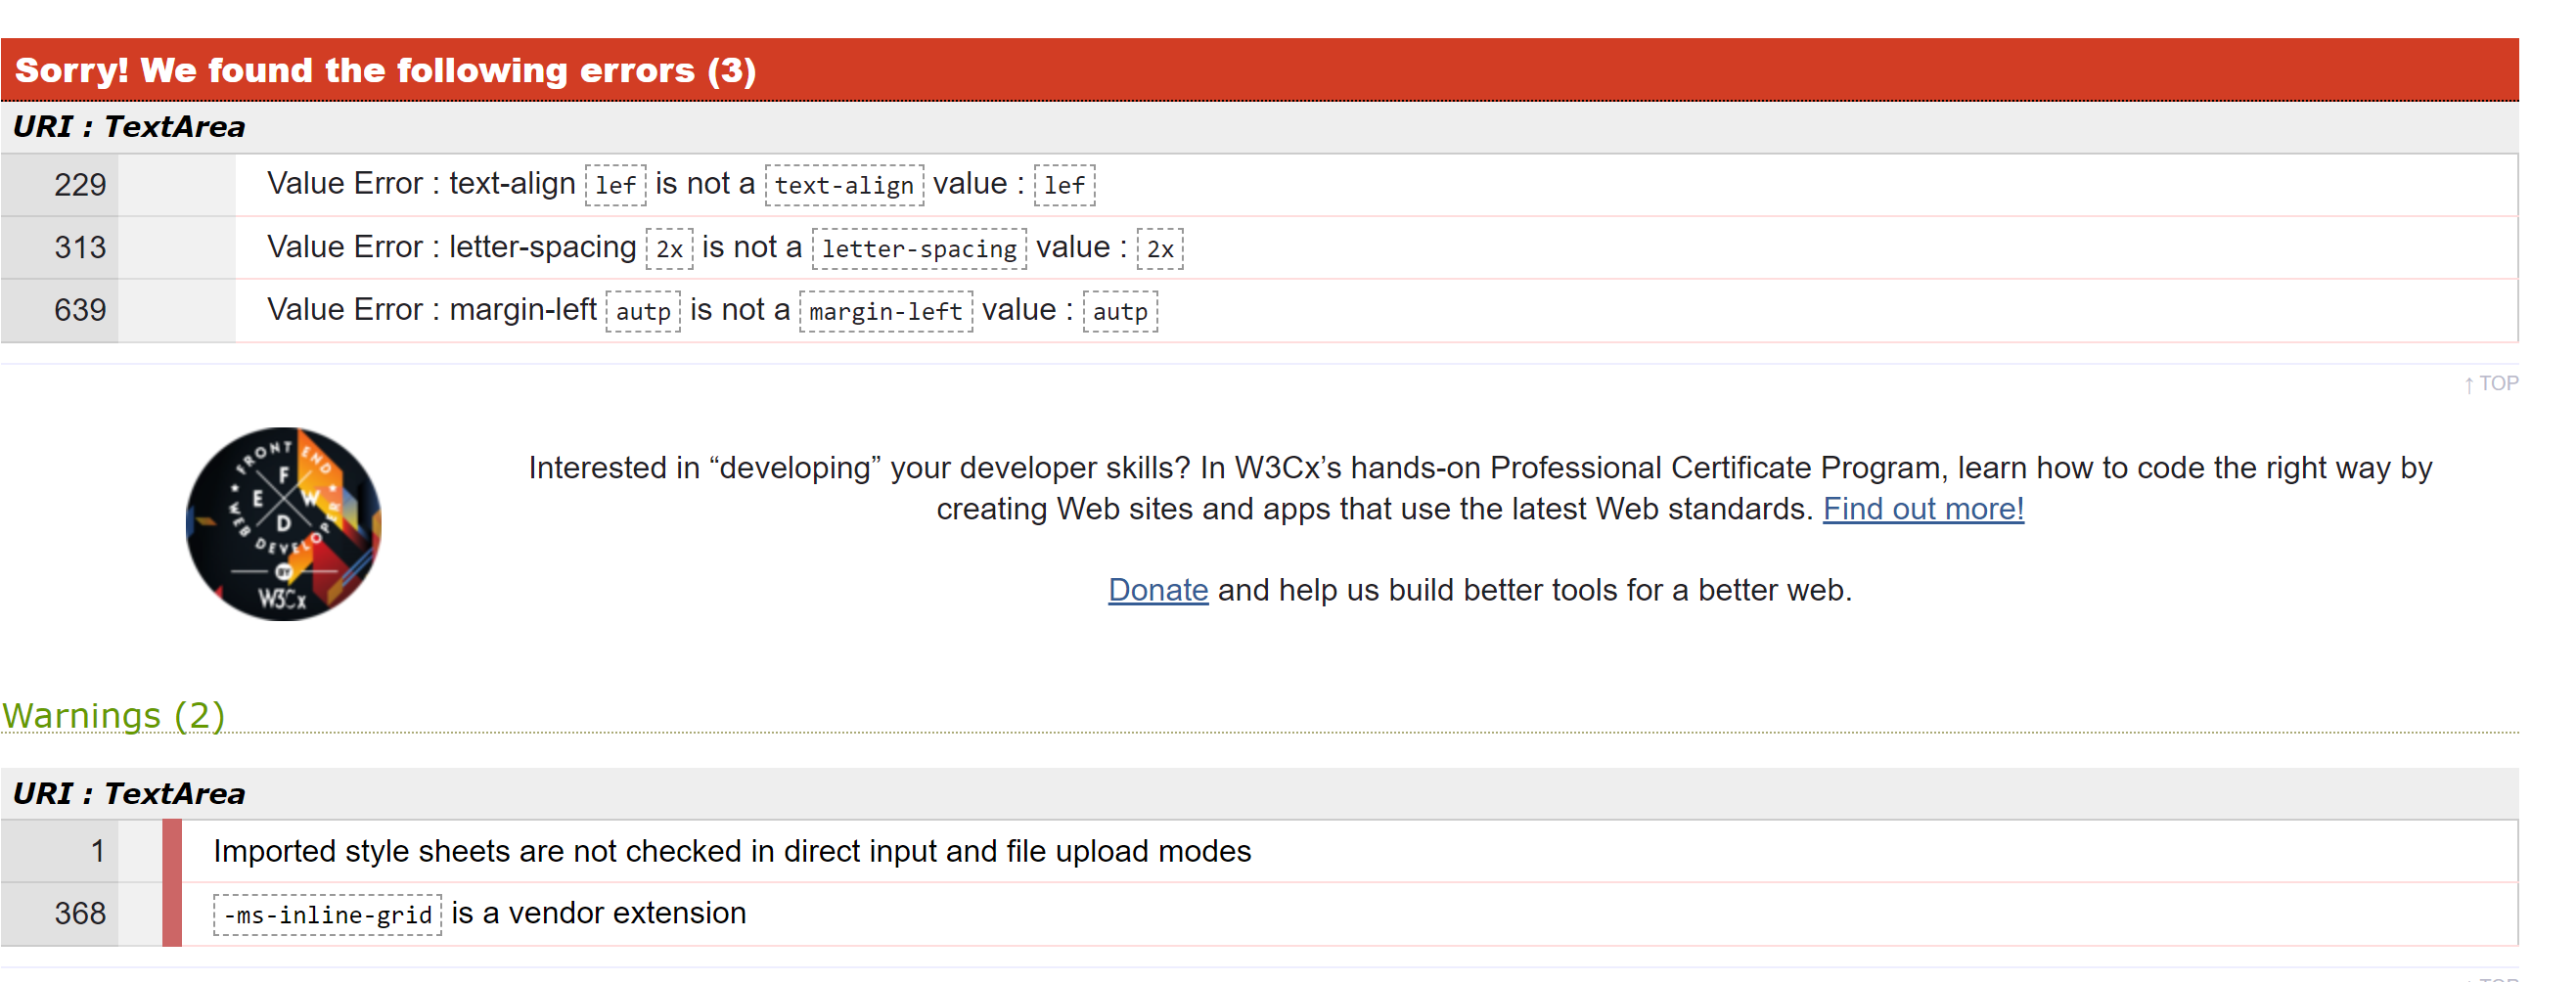 Sorry! We found the following errors (3)
URI : TextArea
229 Value Error : text-align lef is not a text-align value : lef
313 Value Error : letter-spacing 2x is not a letter-spacing value : 2x
639 Value Error : margin-left autp is not a margin-left value : autp
↑ TOP
FRONT END
F
E W
D
WEB DEVELOPER
BY
W3Cx
Interested in “developing” your developer skills? In W3Cx’s hands-on Professional Certificate Program, learn how to code the right way by
creating Web sites and apps that use the latest Web standards. Find out more!
Donate and help us build better tools for a better web.
Warnings (2)
URI : TextArea
1 Imported style sheets are not checked in direct input and file upload modes
368 -ms-inline-grid is a vendor extension